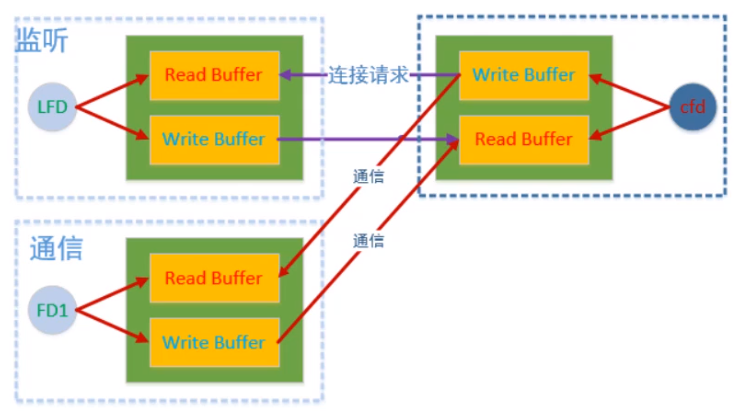 监听
LFD
Read Buffer
Write Buffer
连接请求
Write Buffer
Read Buffer
cfd
通信
通信
通信
FD1
Read Buffer
Write Buffer